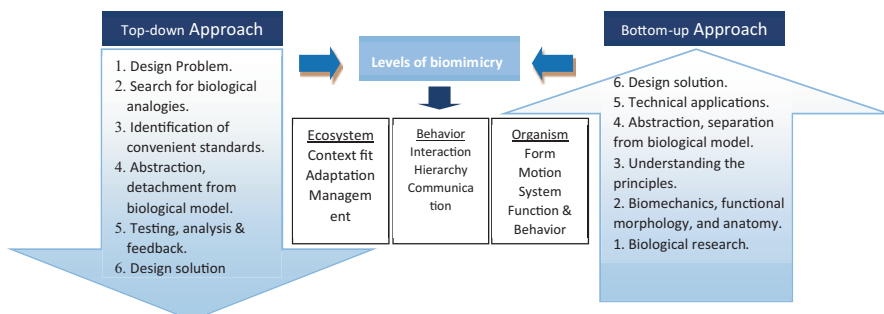 Top-down Approach
1. Design Problem.
2. Search for biological
analogies.
3. Identification of
convenient standards.
4. Abstraction,
detachment from
biological model.
5. Testing, analysis &
feedback.
6. Design solution
Levels of biomimicry
Ecosystem
Context fit
Adaptation
Managem
ent
Behavior
Interaction
Hierarchy
Communica
tion
Organism
Form
Motion
System
Function &
Behavior
Bottom-up Approach
6. Design solution.
5. Technical applications.
4. Abstraction, separation
from biological model.
3. Understanding the
principles.
2. Biomechanics, functional
morphology, and anatomy.
1. Biological research.